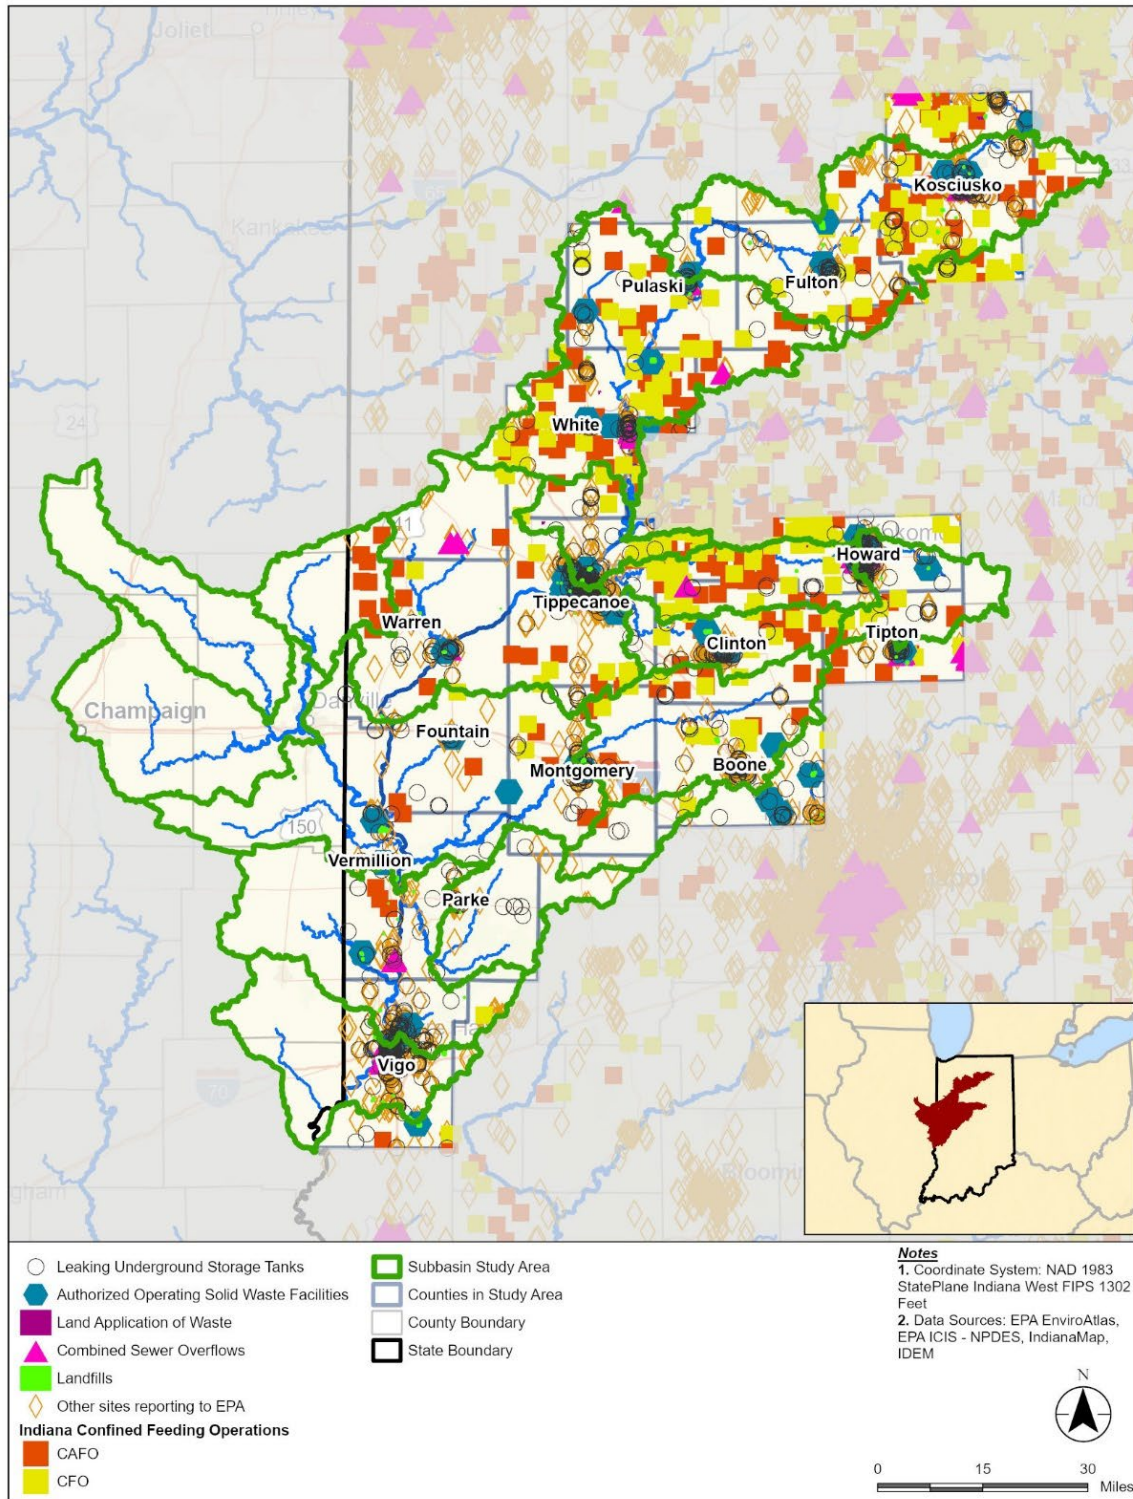 Joliet
65
Kankakee
24
Kosciusko
Pulaski
Fulton
White
41
Howard
Tippecanoe
Warren
Clinton
Tipton
Champaign
Danville
Fountain
Montgomery
Boone
150
Vermillion
Parke
Vigo
70
Leaking Underground Storage Tanks
Authorized Operating Solid Waste Facilities
Land Application of Waste
Combined Sewer Overflows
Landfills
Other sites reporting to EPA
Indiana Confined Feeding Operations
CAFO
CFO
Subbasin Study Area
Counties in Study Area
County Boundary
State Boundary
Notes
1. Coordinate System: NAD 1983
StatePlane Indiana West FIPS 1302
Feet
2. Data Sources: EPA EnviroAtlas,
EPA ICIS - NPDES, IndianaMap,
IDEM
N
0 15 30
Miles